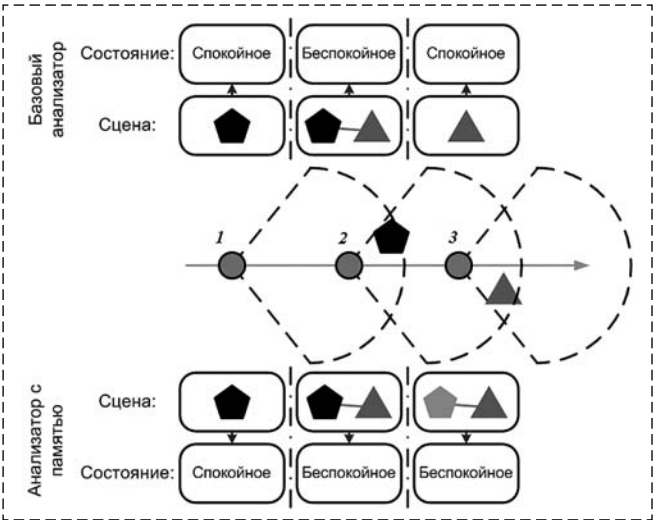 Базовый
анализатор
Состояние: Спокойное Беспокойное Спокойное
Сцена:
1 2 3
Анализатор с
памятью
Сцена:
Состояние: Спокойное Беспокойное Беспокойное